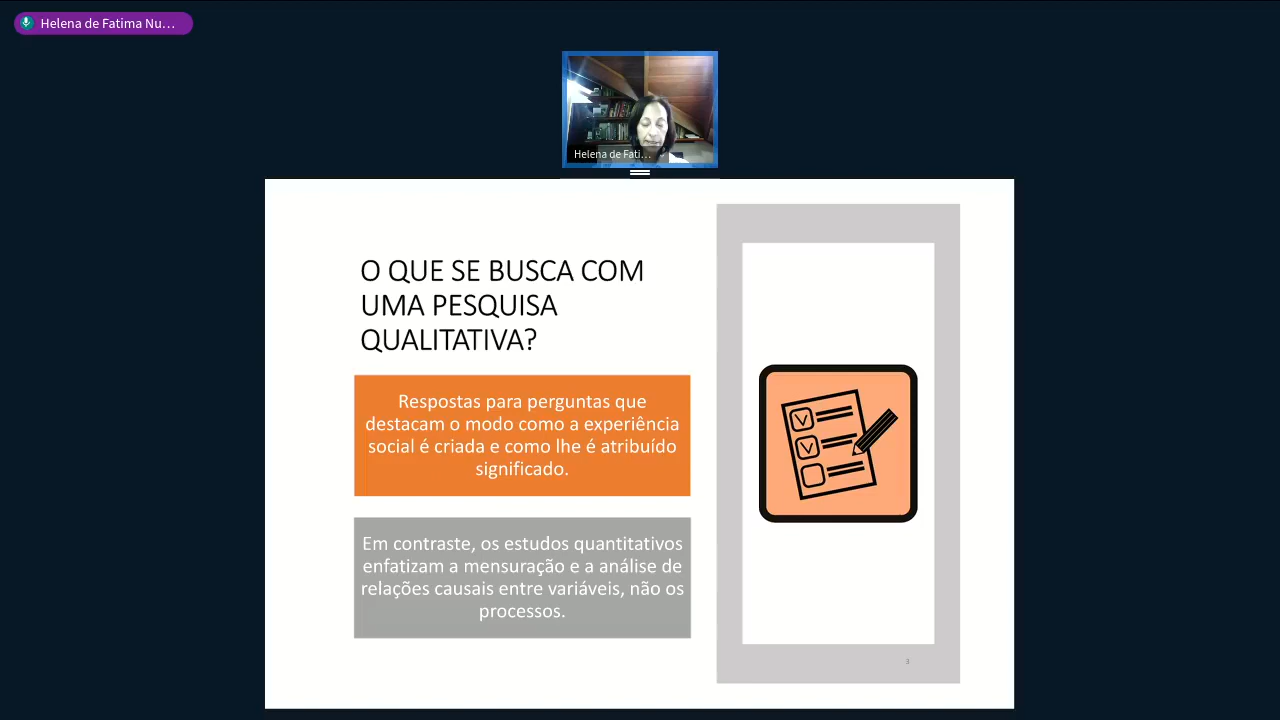 Helena de Fatima Nu...
Helena de Fati...
O QUE SE BUSCA COM
UMA PESQUISA
QUALITATIVA?
Respostas para perguntas que
destacam o modo como a experiência
social é criada e como lhe é atribuído
significado.
Em contraste, os estudos quantitativos
enfatizam a mensuração e a análise de
relações causais entre variáveis, não os
processos.
3